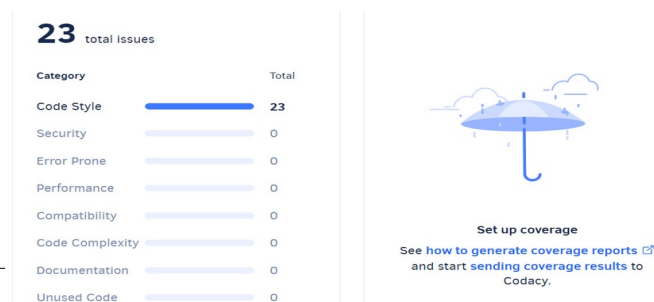 23 total issues
Category Total
Code Style 23
Security 0
Error Prone 0
Performance 0
Compatibility 0
Code Complexity 0
Documentation 0
Unused Code 0
Set up coverage
See how to generate coverage reports
and start sending coverage results to
Codacy.